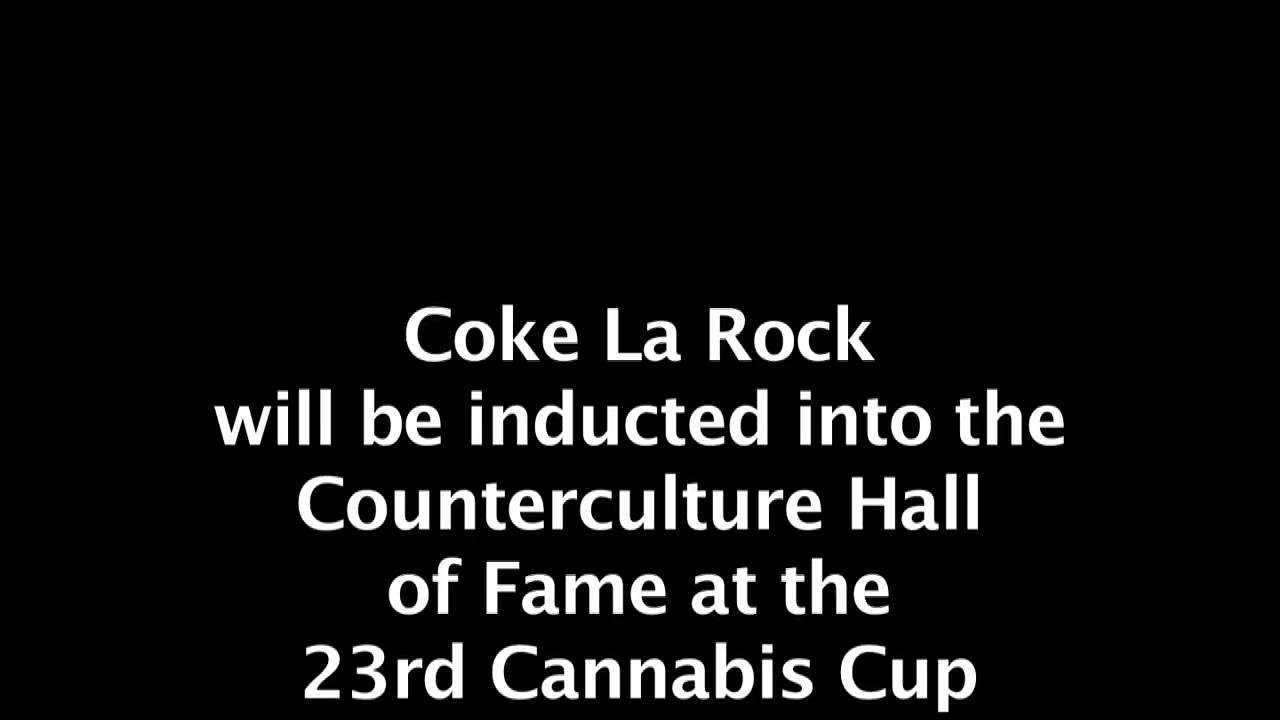 Coke La Rock
will be inducted into the
Counterculture Hall
of Fame at the
23rd Cannabis Cup